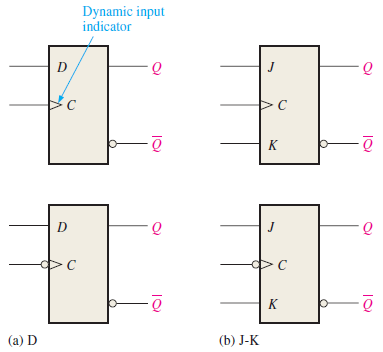 Dynamic input
indicator
D Q
C
Q̅
J Q
C
K Q̅
D Q
C
Q̅
J Q
C
K Q̅
(a) D
(b) J-K